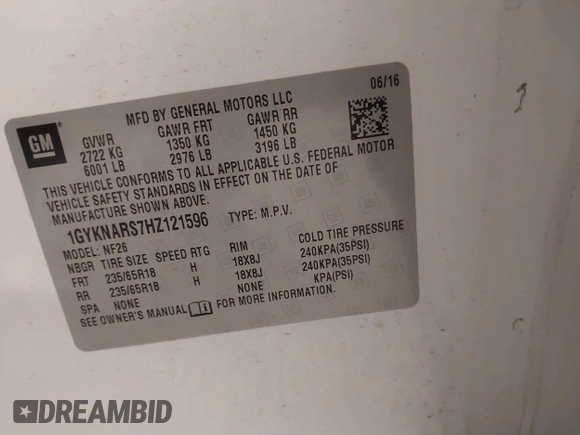 06/16
MFD BY GENERAL MOTORS LLC
GM
GVWR GAWR FRT GAWR RR
2722 KG 1350 KG 1450 KG
6001 LB 2976 LB 3196 LB
THIS VEHICLE CONFORMS TO ALL APPLICABLE U.S. FEDERAL MOTOR
VEHICLE SAFETY STANDARDS IN EFFECT ON THE DATE OF
MANUFACTURE SHOWN ABOVE.
1GYKNARS7HZ121596 TYPE: M.P.V.
MODEL: NF26
NBGR TIRE SIZE SPEED RTG RIM COLD TIRE PRESSURE
FRT 235/65R18 H 18X8J 240KPA(35PSI)
RR 235/65R18 H 18X8J 240KPA(35PSI)
SPA NONE NONE KPA(PSI)
SEE OWNER'S MANUAL FOR MORE INFORMATION.
DREAMBID